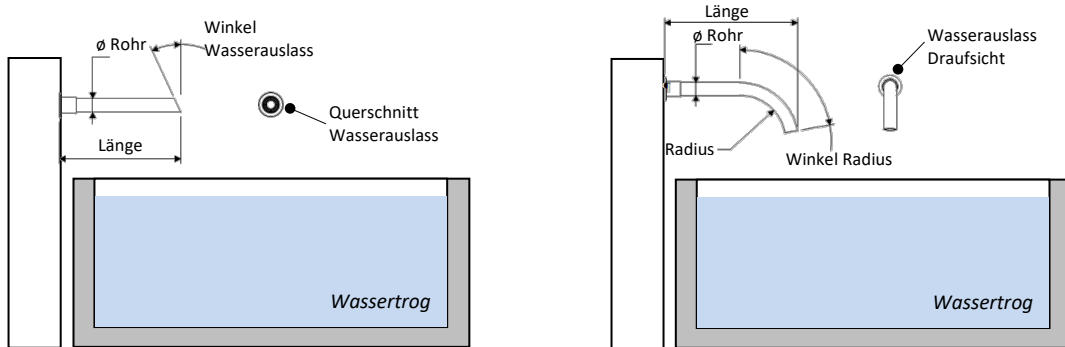 Winkel
Wasserauslass
ø Rohr
Querschnitt
Wasserauslass
Länge
Wassertrog
Länge
ø Rohr
Wasserauslass
Draufsicht
Radius
Winkel Radius
Wassertrog